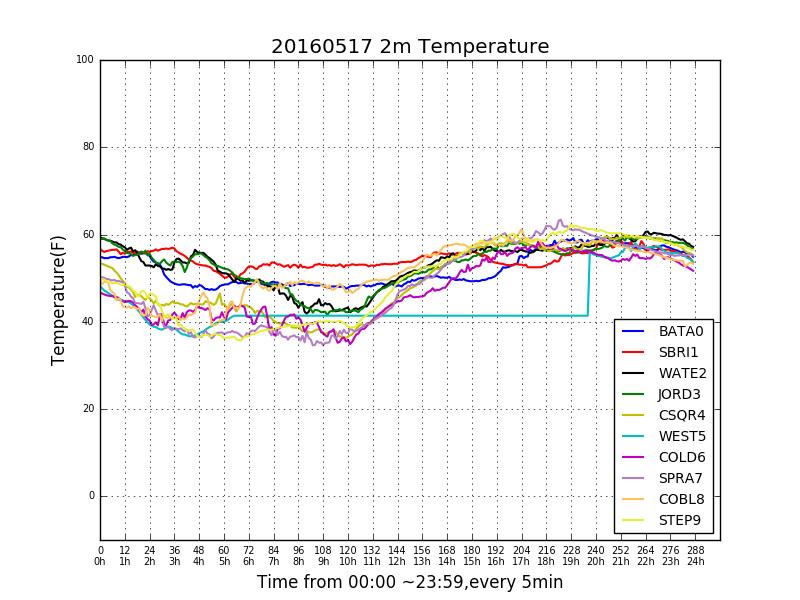 20160517 2m Temperature
Temperature(F)
100
80
60
40
20
0
BATA0
SBRI1
WATE2
JORD3
CSQR4
WEST5
COLD6
SPRA7
COBL8
STEP9
0 12 24 36 48 60 72 84 96 108 120 132 144 156 168 180 192 204 216 228 240 252 264 276 288
0h 1h 2h 3h 4h 5h 6h 7h 8h 9h 10h 11h 12h 13h 14h 15h 16h 17h 18h 19h 20h 21h 22h 23h 24h
Time from 00:00 ~23:59,every 5min